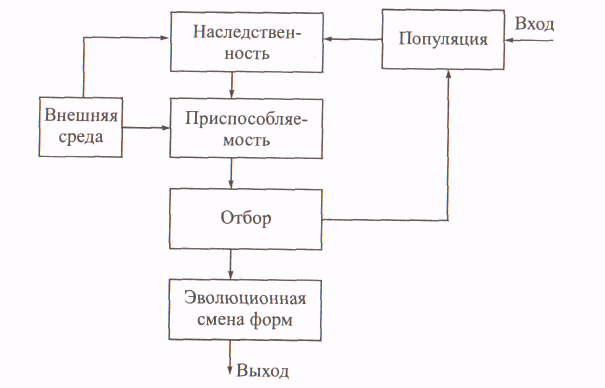 Вход
Наследствен-
ность
Популяция
Внешняя
среда
Приспособляе-
мость
Отбор
Эволюционная
смена форм
Выход